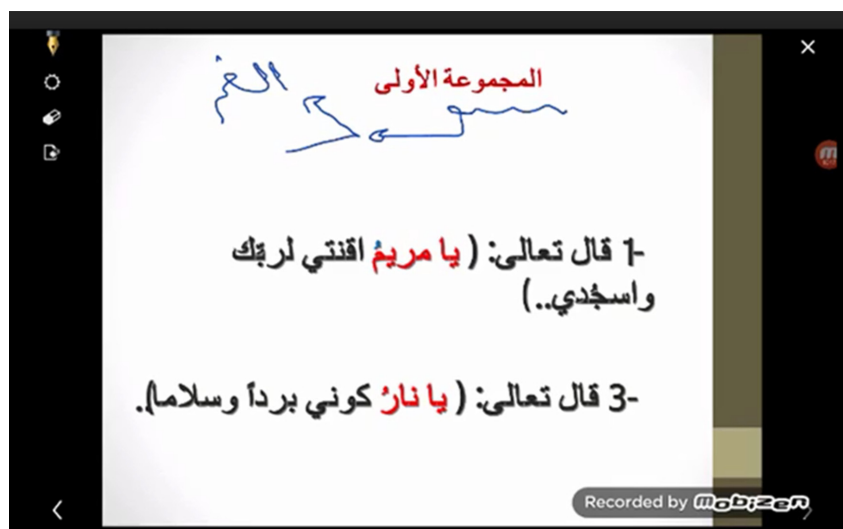 المجموعة الأولى
1- قال تعالى: ( يا مريمُ اقنتي لربّك
واسجُدي..)
3- قال تعالى: ( يا نارُ كوني برداً وسلاما).
Recorded by mobizen